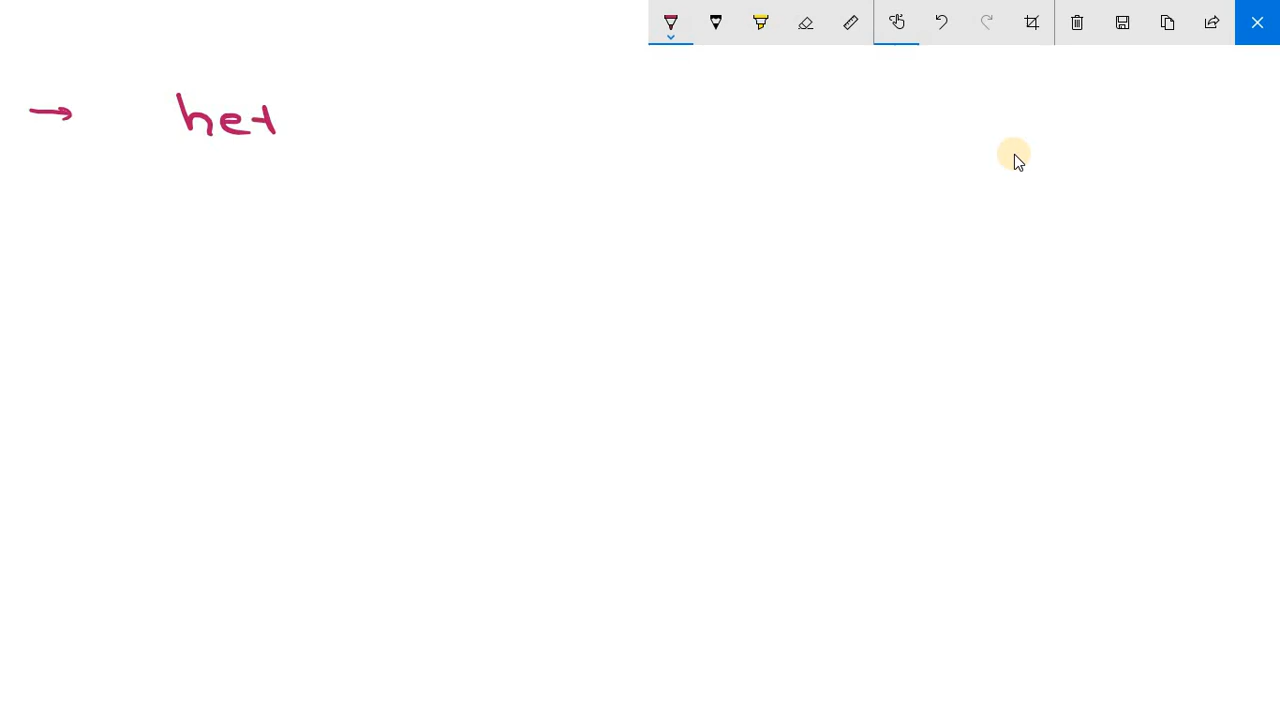 → het